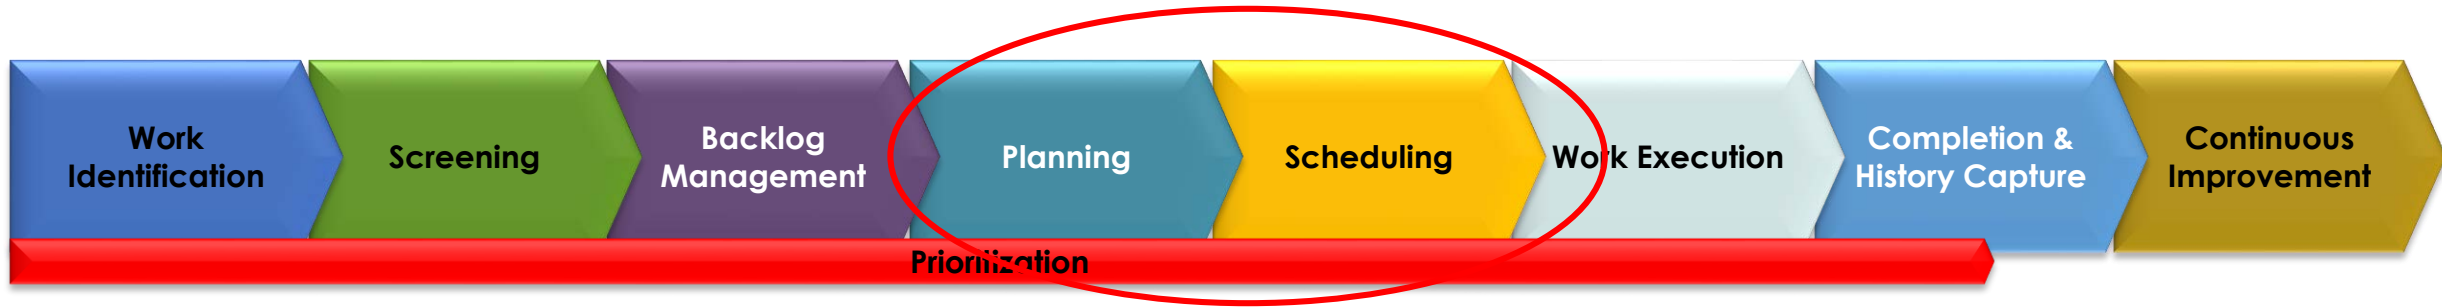 Work
Identification
Screening
Backlog
Management
Planning
Scheduling
Work Execution
Completion &
History Capture
Continuous
Improvement
Prioritization